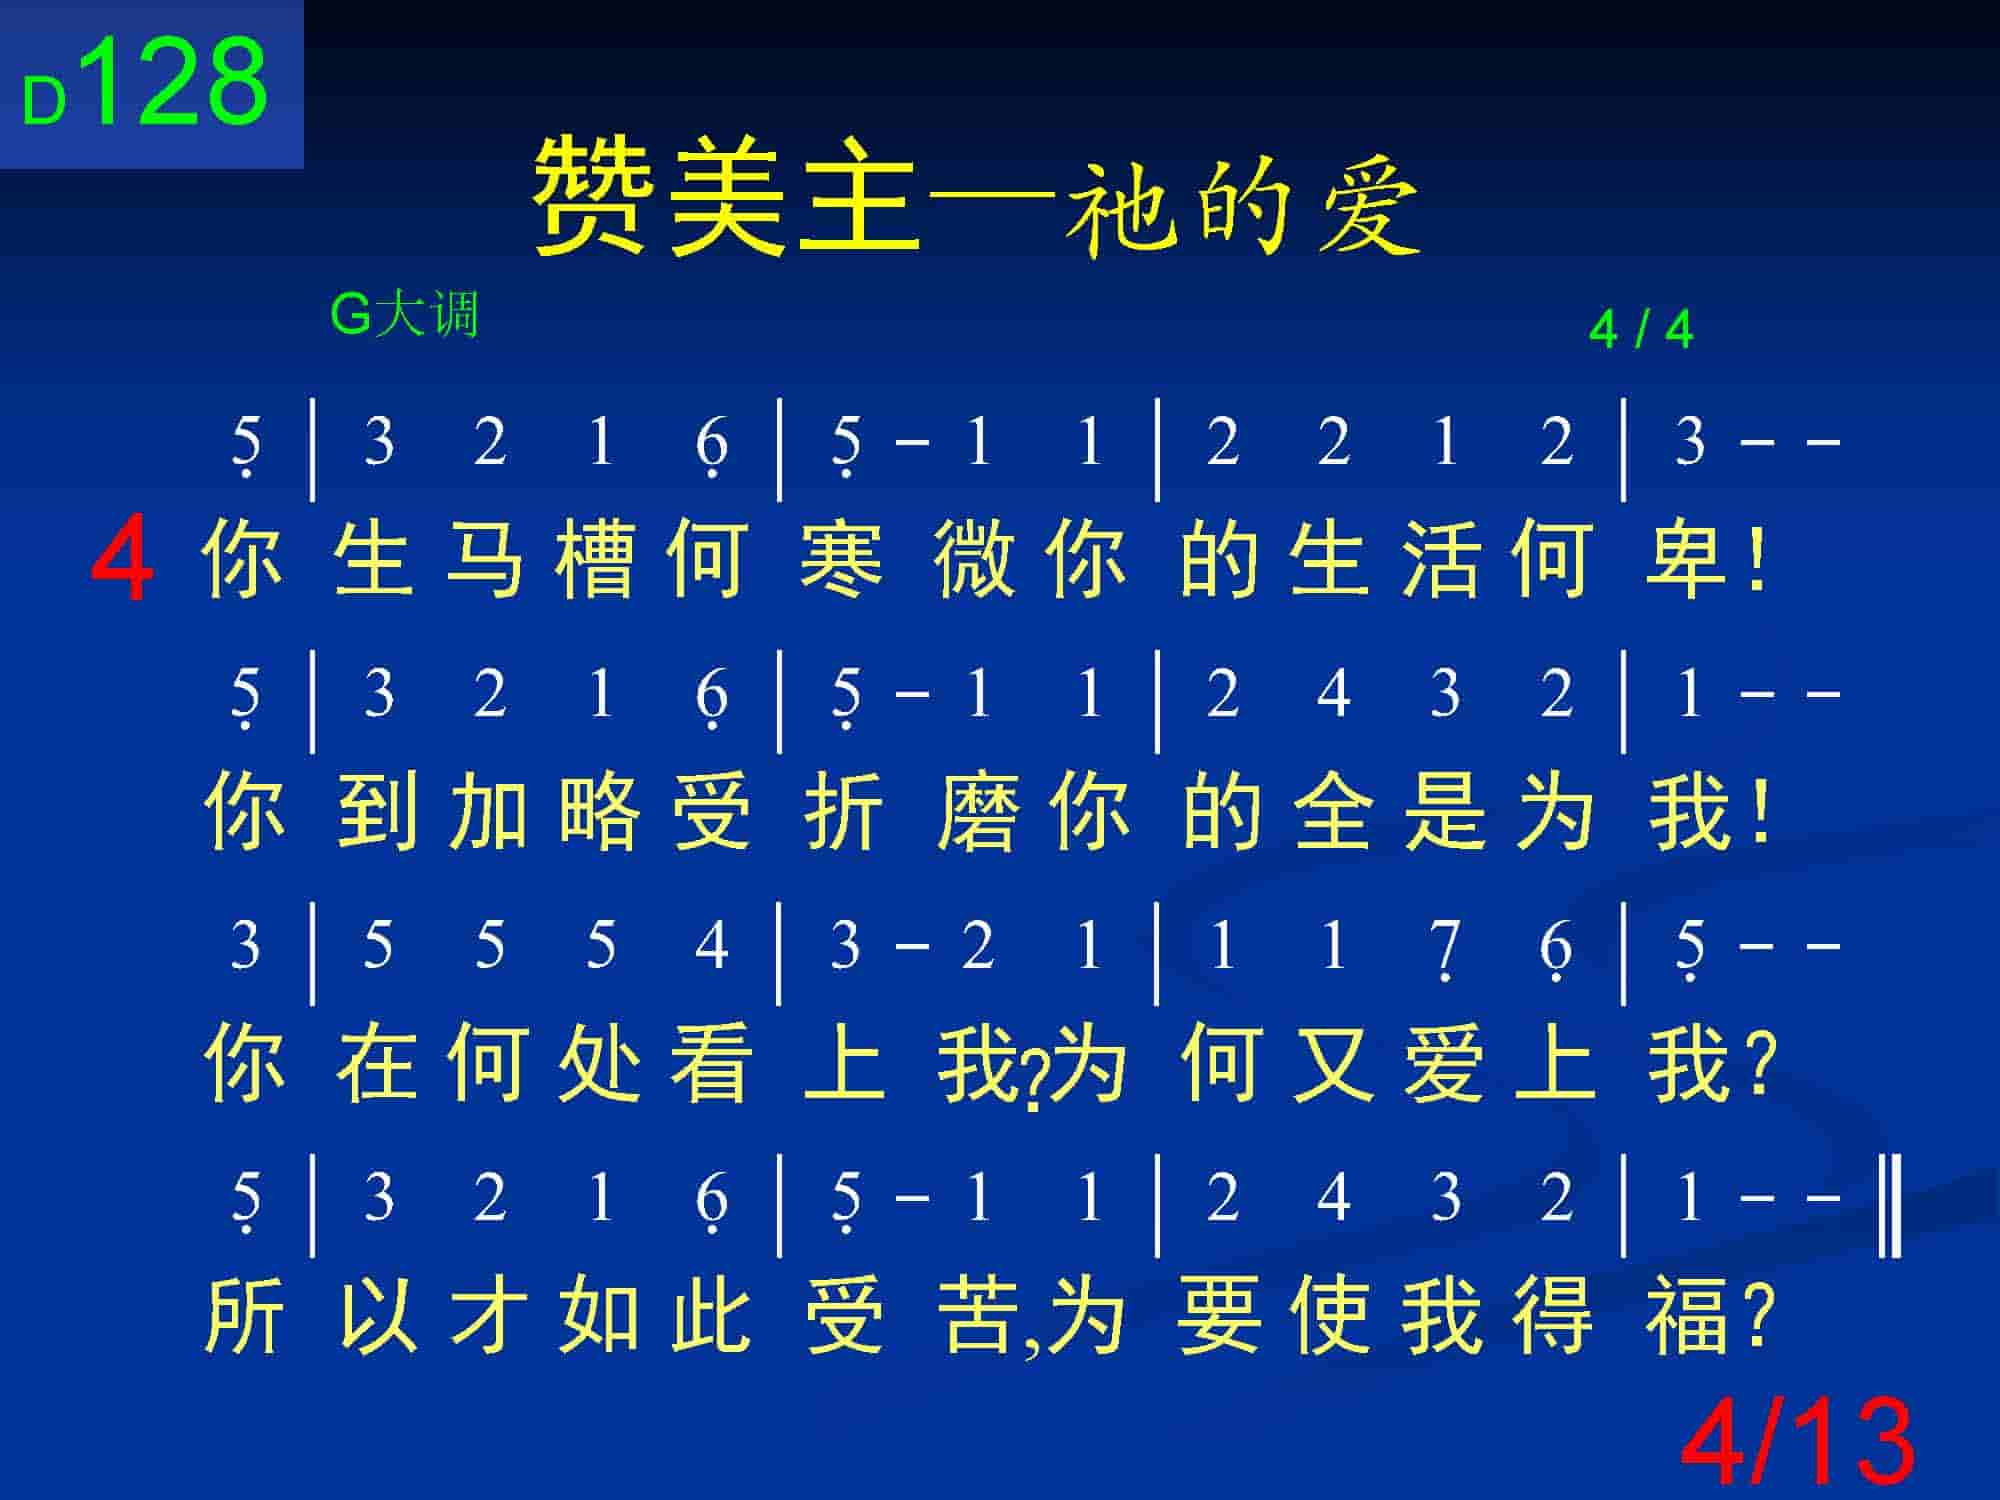 D128
赞美主—祂的爱
G大调 4 / 4
5̣ | 3 2 1 6̣ | 5̣ – 1 1 | 2 2 1 2 | 3 – –
4 你 生 马 槽 何 寒 微 你 的 生 活 何 卑！
5̣ | 3 2 1 6̣ | 5̣ – 1 1 | 2 4 3 2 | 1 – –
你 到 加 略 受 折 磨 你 的 全 是 为 我！
3 | 5 5 5 4 | 3 – 2 1 | 1 1 7̣ 6̣ | 5̣ – –
你 在 何 处 看 上 我？为 何 又 爱 上 我？
5̣ | 3 2 1 6̣ | 5̣ – 1 1 | 2 4 3 2 | 1 – – ‖
所 以 才 如 此 受 苦,为 要 使 我 得 福？
4/13